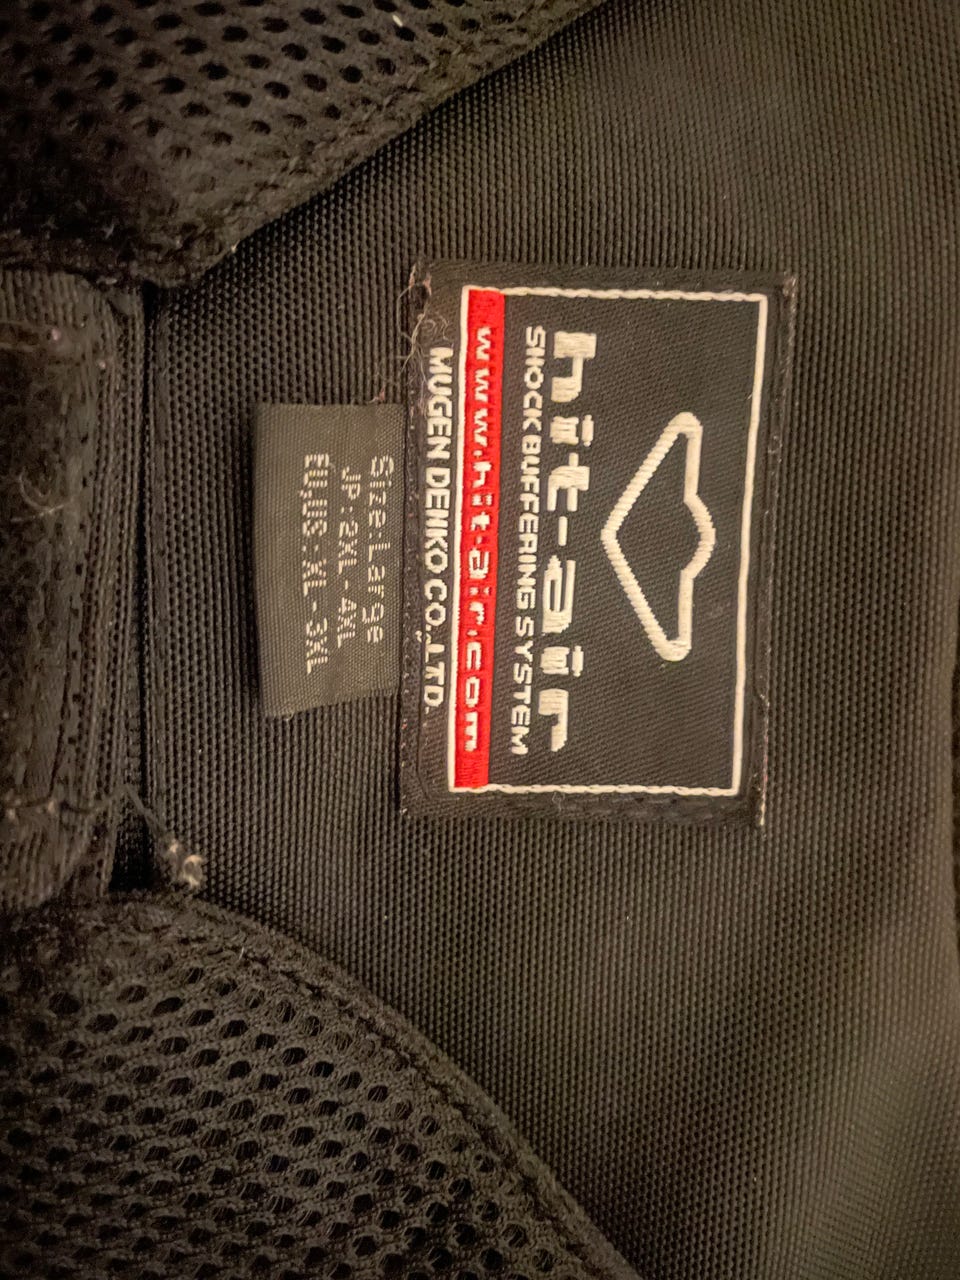 hit-air
SHOCK BUFFERING SYSTEM
www.hit-air.com
MUGEN DENKO CO.,LTD.
Size:Large
JP:2XL-4XL
EU,US:XL-3XL